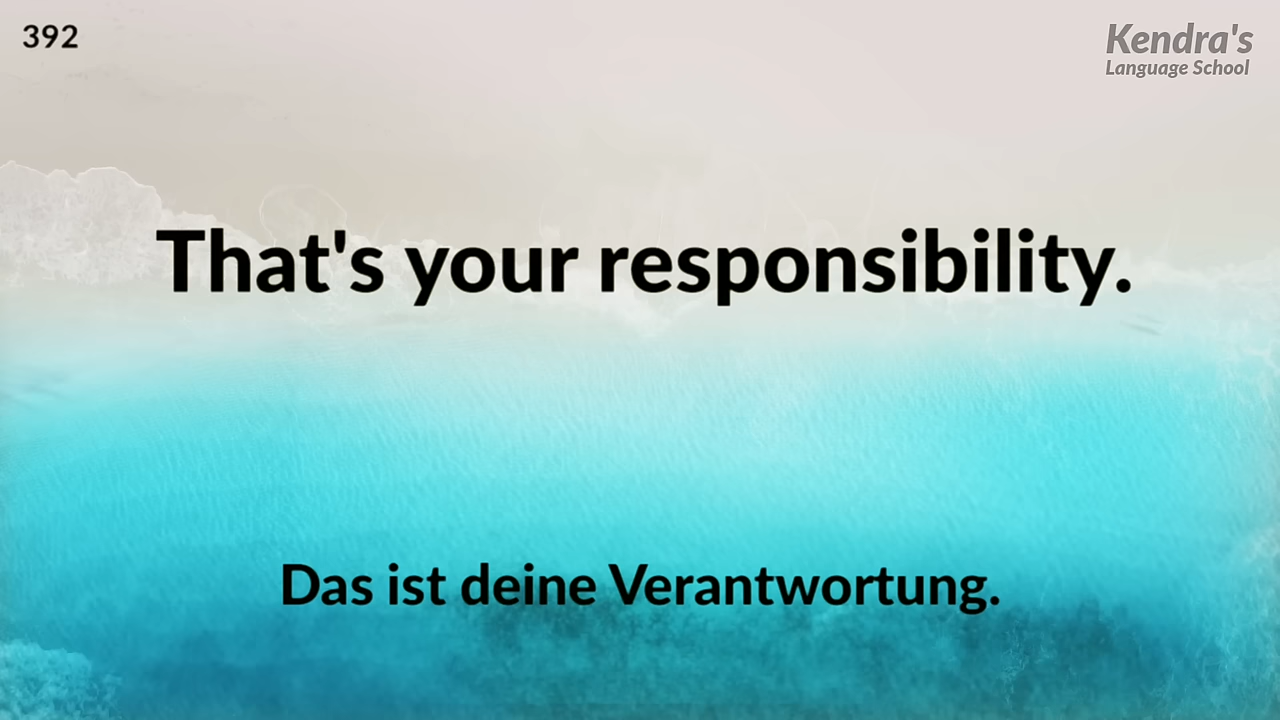 392
Kendra's
Language School
That's your responsibility.
Das ist deine Verantwortung.